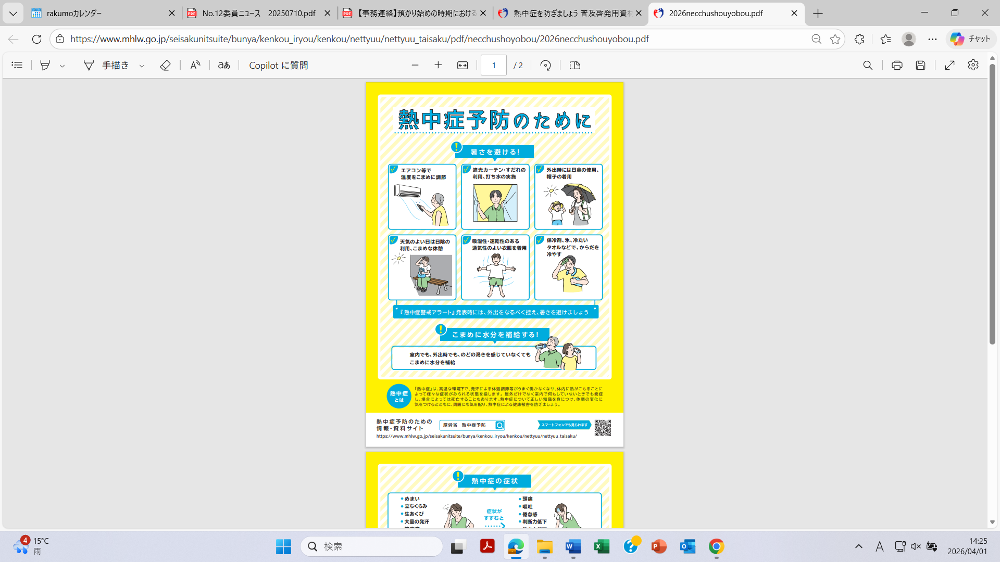 rakumoカレンダー
No.12委員ニュース　20250710.pdf
【事務連絡】預かり始めの時期における
熱中症を防ぎましょう 普及啓発用資材
2026necchushouyobou.pdf
https://www.mhlw.go.jp/seisakunitsuite/bunya/kenkou_iryou/kenkou/nettyuu/nettyuu_taisaku/pdf/necchushoyobou/2026necchushouyobou.pdf
チャット
手描き
aあ
Copilot に質問
1
/ 2
熱中症予防のために
!
暑さを避ける!
エアコン等で
温度をこまめに調節
遮光カーテン・すだれの
利用、打ち水の実施
外出時には日傘の使用、
帽子の着用
天気のよい日は日陰の
利用、こまめな休憩
吸湿性・速乾性のある
通気性のよい衣服を着用
保冷剤、氷、冷たい
タオルなどで、からだを
冷やす
『熱中症警戒アラート』発表時には、外出をなるべく控え、暑さを避けましょう
!
こまめに水分を補給する!
室内でも、外出時でも、のどの渇きを感じていなくても
こまめに水分を補給
熱中症
とは
「熱中症」は、高温な環境下で、発汗による体温調節等がうまく働かなくなり、体内に熱がこもることに
よって様々な症状がみられる状態を指します。屋外だけでなく室内で何もしていないときでも発症
し、場合によっては死亡することもあります。熱中症について正しい知識を身につけ、体調の変化に
気をつけるとともに、周囲にも気を配り、熱中症による健康被害を防ぎましょう。
熱中症予防のための
情報・資料サイト
厚労省　熱中症予防
スマートフォンでも見られます
https://www.mhlw.go.jp/seisakunitsuite/bunya/kenkou_iryou/kenkou/nettyuu/nettyuu_taisaku/
!
熱中症の症状
めまい
立ちくらみ
生あくび
大量の発汗
症状が
すすむと
頭痛
嘔吐
倦怠感
判断力低下
4
15°C
雨
検索
A
14:25
2026/04/01